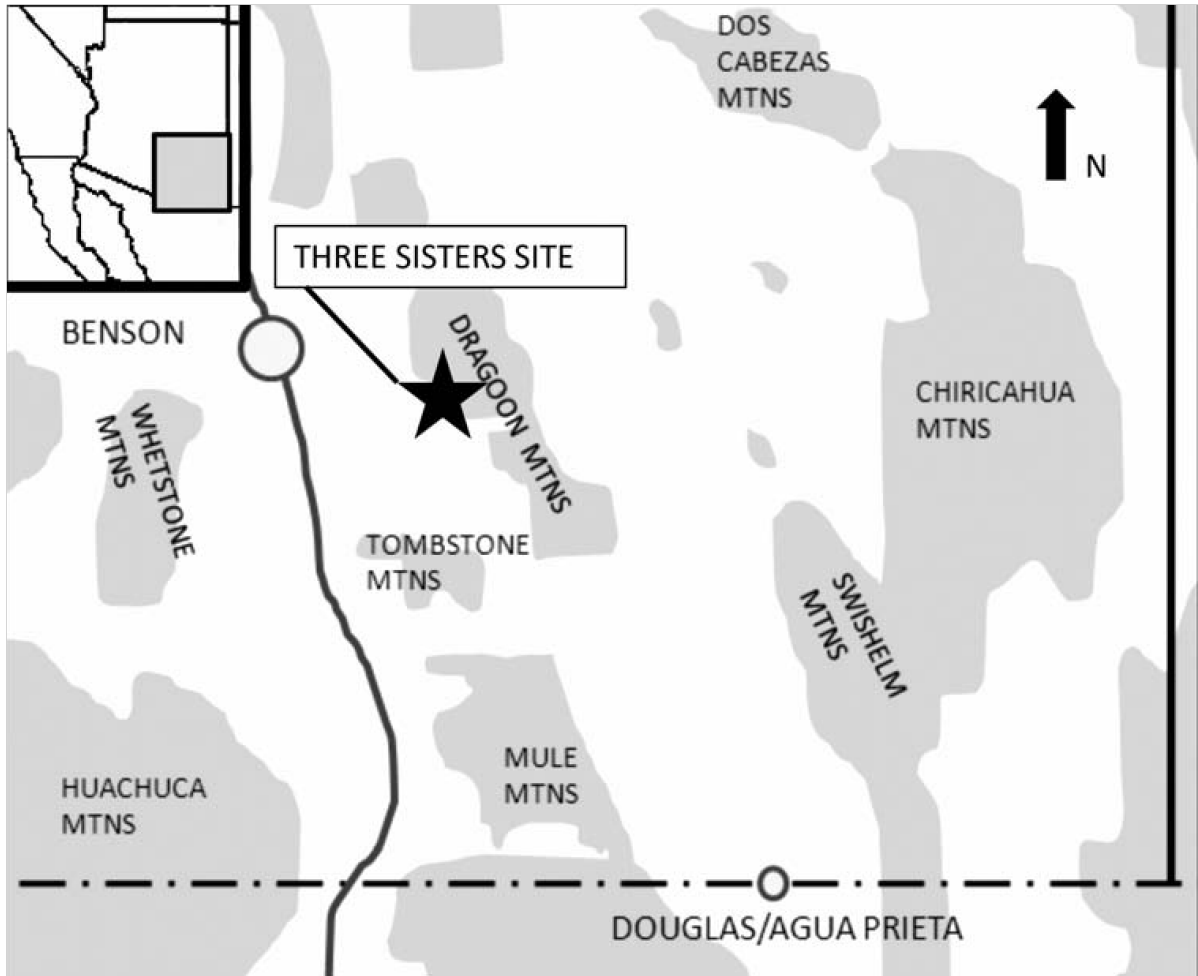 DOS
CABEZAS
MTNS
N
THREE SISTERS SITE
BENSON
DRAGOON MTNS
CHIRICAHUA
MTNS
WHETSTONE
MTNS
TOMBSTONE
MTNS
SWISHELM
MTNS
MULE
MTNS
HUACHUCA
MTNS
DOUGLAS/AGUA PRIETA